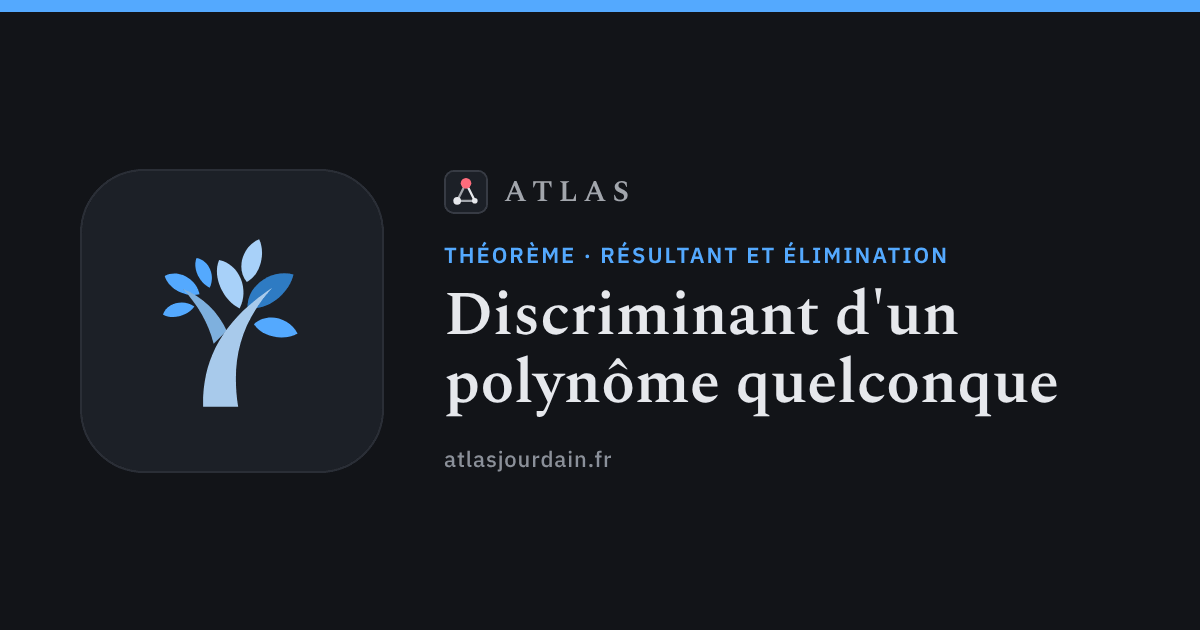 ATLAS
THÉORÈME · RÉSULTANT ET ÉLIMINATION
Discriminant d'un
polynôme quelconque
atlasjourdain.fr